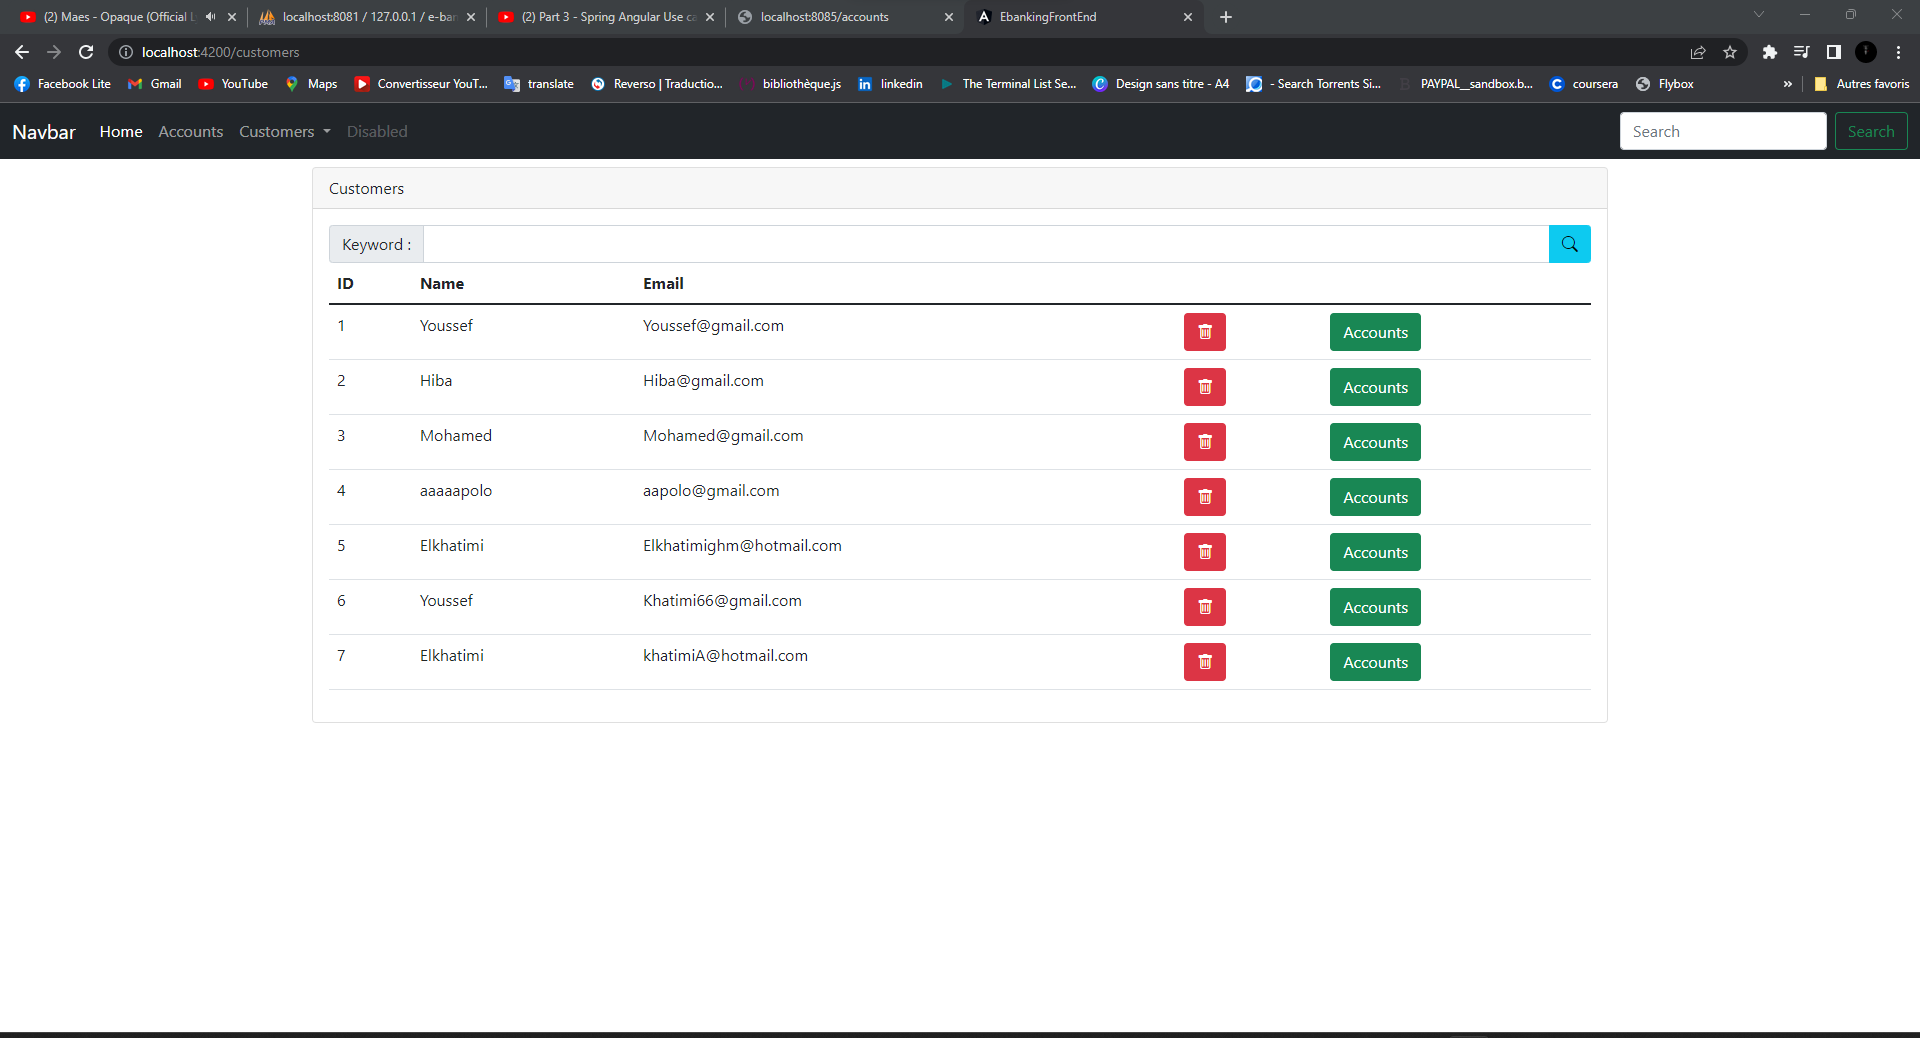 (2) Maes - Opaque (Official L
localhost:8081 / 127.0.0.1 / e-ban
(2) Part 3 - Spring Angular Use ca
localhost:8085/accounts
EbankingFrontEnd
localhost:4200/customers
Facebook Lite
Gmail
YouTube
Maps
Convertisseur YouT...
translate
Reverso | Traductio...
bibliothèque.js
linkedin
The Terminal List Se...
Design sans titre - A4
- Search Torrents Si...
PAYPAL__sandbox.b...
coursera
Flybox
»
Autres favoris
Navbar Home Accounts Customers Disabled Search Search
Customers
Keyword :
ID Name Email
1 Youssef Youssef@gmail.com Accounts
2 Hiba Hiba@gmail.com Accounts
3 Mohamed Mohamed@gmail.com Accounts
4 aaaaapolo aapolo@gmail.com Accounts
5 Elkhatimi Elkhatimighm@hotmail.com Accounts
6 Youssef Khatimi66@gmail.com Accounts
7 Elkhatimi khatimiA@hotmail.com Accounts